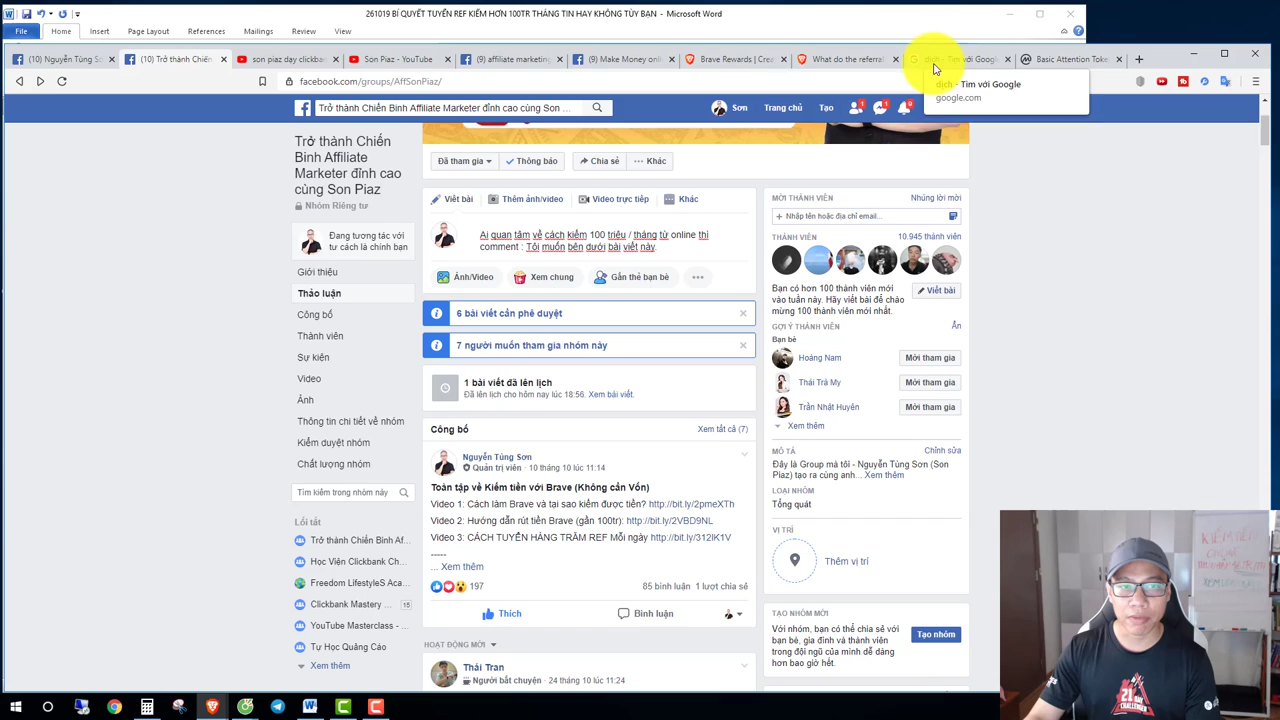 261019 BÍ QUYẾT TUYỂN REF KIẾM HƠN 100TR THÁNG TIN HAY KHÔNG TÙY BẠN - Microsoft Word
File
Home
Insert
Page Layout
References
Mailings
Review
View
(10) Nguyễn Tùng S
(10) Trở thành Chiến
son piaz day clickban
Son Piaz - YouTube
(9) affiliate marketing
(9) Make Money onli
Brave Rewards | Crea
What do the referral
dịch - Tìm với Google
Basic Attention Toke
facebook.com/groups/AffSonPiaz/
dịch - Tìm với Google
google.com
Trở thành Chiến Binh Affiliate Marketer đỉnh cao cùng Son ...
Sơn
Trang chủ
Tạo
1
1
Trở thành Chiến
Binh Affiliate
Marketer đỉnh cao
cùng Son Piaz
Nhóm Riêng tư
Đang tương tác với
tư cách là chính bạn
Giới thiệu
Thảo luận
Công bố
Thành viên
Sự kiện
Video
Ảnh
Thông tin chi tiết về nhóm
Kiểm duyệt nhóm
Chất lượng nhóm
Tìm kiếm trong nhóm này
Lối tắt
Trở thành Chiến Binh Af...
Học Viện Clickbank Ch...
Freedom LifestyleS Aca...
Clickbank Mastery ...
15
YouTube Masterclass - ...
Tự Học Quảng Cáo
Xem thêm
Đã tham gia
Thông báo
Chia sẻ
Khác
Viết bài
Thêm ảnh/video
Video trực tiếp
Khác
Ai quan tâm về cách kiếm 100 triệu / tháng từ online thì
comment : Tôi muốn bên dưới bài viết này.
Ảnh/Video
Xem chung
Gắn thẻ bạn bè
6 bài viết cần phê duyệt
7 người muốn tham gia nhóm này
1 bài viết đã lên lịch
Đã lên lịch cho hôm nay lúc 18:56. Xem bài viết.
Công bố
Xem tất cả (7)
Nguyễn Tùng Sơn
Quản trị viên · 10 tháng 10 lúc 11:14
Toàn tập về Kiếm tiền với Brave (Không cần Vốn)
Video 1: Cách làm Brave và tại sao kiếm được tiền? http://bit.ly/2pmeXTh
Video 2: Hướng dẫn rút tiền Brave (gần 100tr): http://bit.ly/2VBD9NL
Video 3: CÁCH TUYỂN HÀNG TRĂM REF Mỗi ngày http://bit.ly/312lK1V
-----
... Xem thêm
197
85 bình luận 1 lượt chia sẻ
Thích
Bình luận
HOẠT ĐỘNG MỚI
Thái Tran
Người bắt chuyện · 24 tháng 10 lúc 11:24
MỜI THÀNH VIÊN
Nhúng lời mời
+ Nhập tên hoặc địa chỉ email...
THÀNH VIÊN
10.945 thành viên
Bạn có hơn 100 thành viên mới
vào tuần này. Hãy viết bài để chào
mừng 100 thành viên mới nhất.
Viết bài
GỢI Ý THÀNH VIÊN
Ẩn
Bạn bè
Hoàng Nam
Mời tham gia
Thái Trà My
Mời tham gia
Trần Nhật Huyên
Mời tham gia
Xem thêm
MÔ TẢ
Chỉnh sửa
Đây là Group mà tôi - Nguyễn Tùng Sơn (Son
Piaz) tạo ra cùng anh... Xem thêm
LOẠI NHÓM
Tổng quát
VỊ TRÍ
Thêm vị trí
TẠO NHÓM MỚI
Với nhóm, bạn có thể chia sẻ với
bạn bè, gia đình và thành viên
trong đội ngũ của mình dễ dàng
hơn bao giờ hết.
Tạo nhóm
21
DAY
CHALLENGE